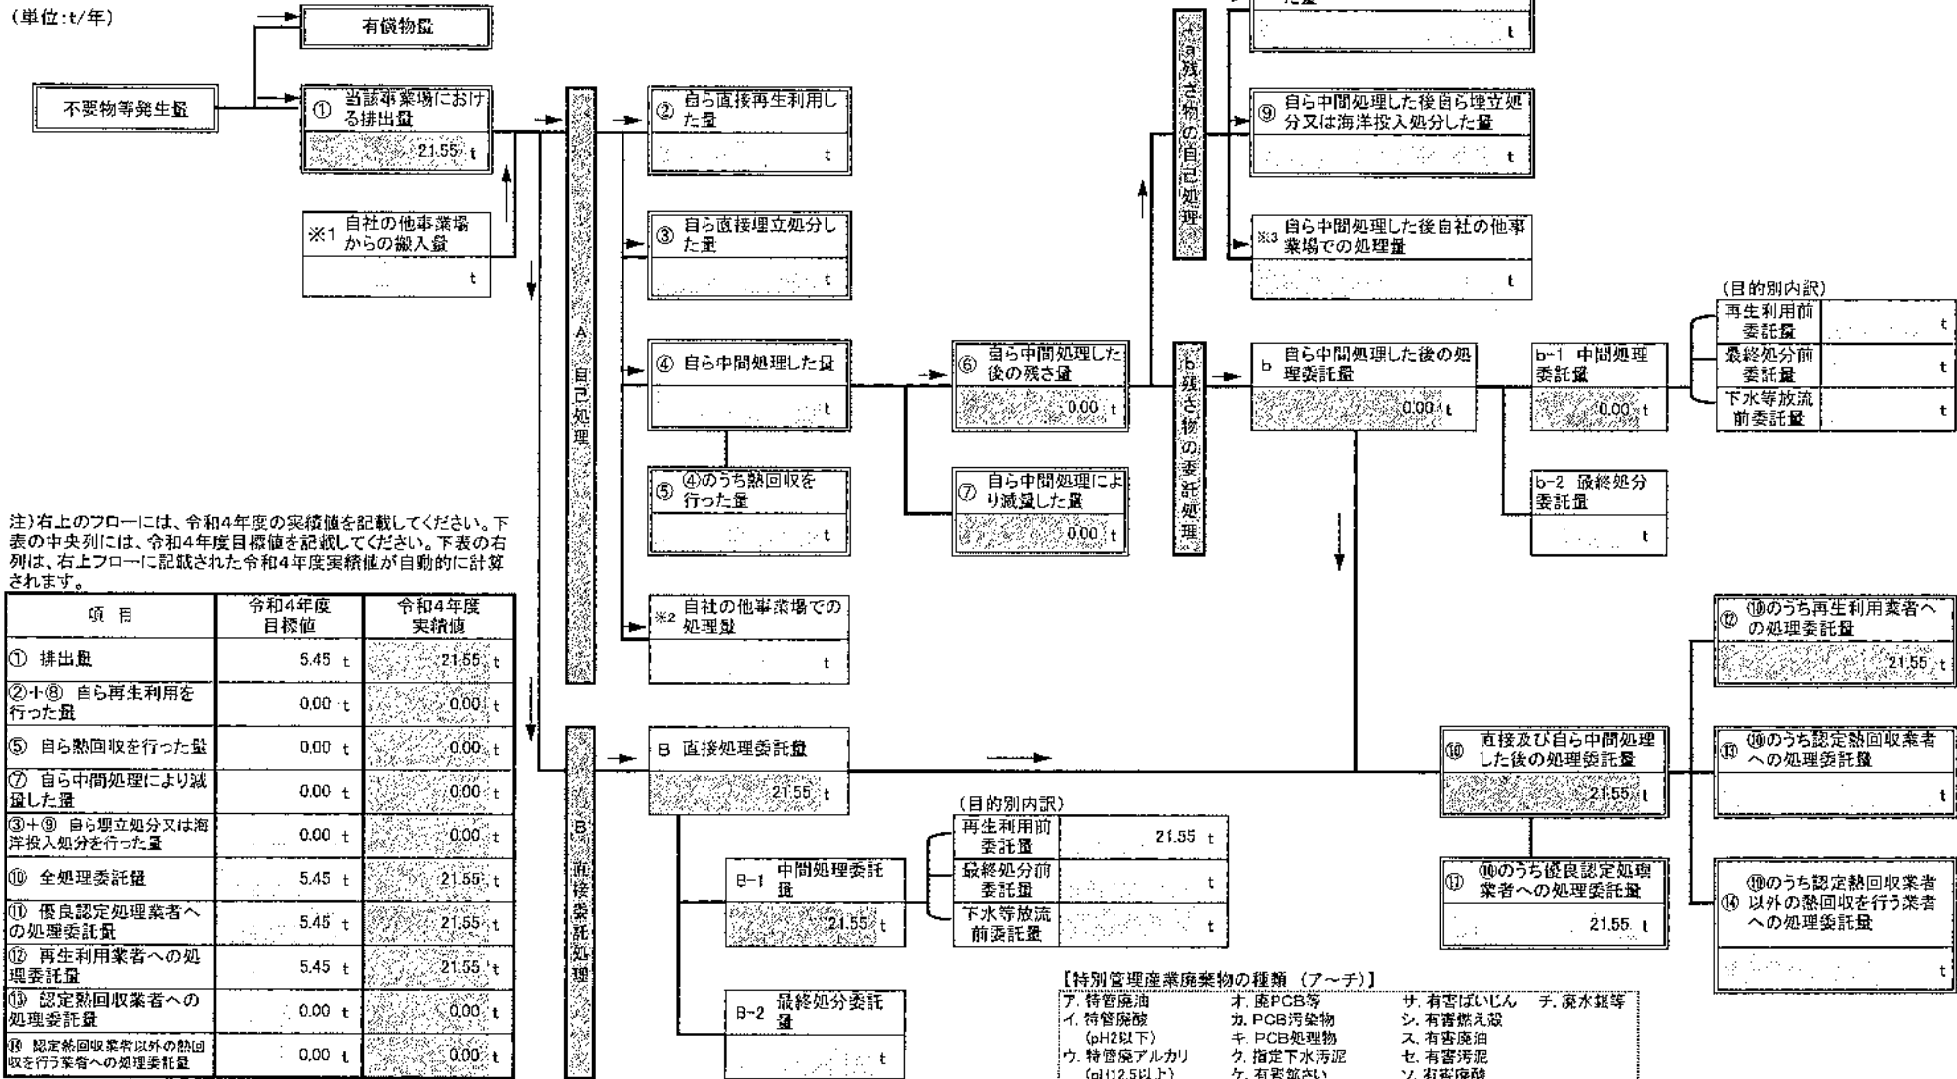 (単位:t/年)
有償物量
不要物等発生量
① 当該事業場におけ
る排出量
21.55 t
※1 自社の他事業場
からの搬入量
t
A 自己処理
② 自ら直接再生利用し
た量
t
③ 自ら直接埋立処分し
た量
t
④ 自ら中間処理した量
t
⑤ ④のうち熱回収を
行った量
t
※2 自社の他事業場での
処理量
t
⑥ 自ら中間処理した
後の残さ量
0.00 t
⑦ 自ら中間処理によ
り減量した量
0.00 t
a 残さ物の自己処理
た量
t
⑨ 自ら中間処理した後自ら埋立処
分又は海洋投入処分した量
t
※3 自ら中間処理した後自社の他事
業場での処理量
t
b 残さ物の委託処理
b 自ら中間処理した後の処
理委託量
0.00 t
b-1 中間処理
委託量
0.00 t
(目的別内訳)
再生利用前
委託量 t
最終処分前
委託量 t
下水等放流
前委託量 t
b-2 最終処分
委託量
t
注)右上のフローには、令和4年度の実績値を記載してください。下
表の中央列には、令和4年度目標値を記載してください。下表の右
列は、右上フローに記載された令和4年度実績値が自動的に計算
されます。
項 目 令和4年度 目標値 令和4年度 実績値
① 排出量 5.45 t 21.55 t
②+⑧ 自ら再生利用を
行った量 0.00 t 0.00 t
⑤ 自ら熱回収を行った量 0.00 t 0.00 t
⑦ 自ら中間処理により減
量した量 0.00 t 0.00 t
③+⑨ 自ら埋立処分又は海
洋投入処分を行った量 0.00 t 0.00 t
⑩ 全処理委託量 5.45 t 21.55 t
⑪ 優良認定処理業者へ
の処理委託量 5.45 t 21.55 t
⑫ 再生利用業者への処
理委託量 5.45 t 21.55 t
⑬ 認定熱回収業者への
処理委託量 0.00 t 0.00 t
⑭ 認定熱回収業者以外の熱回
収を行う業者への処理委託量 0.00 t 0.00 t
B 直接委託処理
B 直接処理委託量
21.55 t
B-1 中間処理委託
量
21.55 t
(目的別内訳)
再生利用前
委託量 21.55 t
最終処分前
委託量 t
下水等放流
前委託量 t
B-2 最終処分委託
量
t
⑩ 直接及び自ら中間処理
した後の処理委託量
21.55 t
⑪ ⑩のうち優良認定処理
業者への処理委託量
21.55 t
⑫ ⑩のうち再生利用業者へ
の処理委託量
21.55 t
⑬ ⑩のうち認定熱回収業者
への処理委託量
t
⑭ ⑩のうち認定熱回収業者
以外の熱回収を行う業者
への処理委託量
t
【特別管理産業廃棄物の種類 (ア~チ)】
ア. 特管廃油 オ. 廃PCB等 サ. 有害ばいじん チ. 廃水銀等
イ. 特管廃酸 カ. PCB汚染物 シ. 有害燃え殻
(pH2以下) キ. PCB処理物 ス. 有害廃油
ウ. 特管廃アルカリ ク. 指定下水汚泥 セ. 有害汚泥
(pH12.5以上) ケ. 有害鉱さい ソ. 有害廃酸